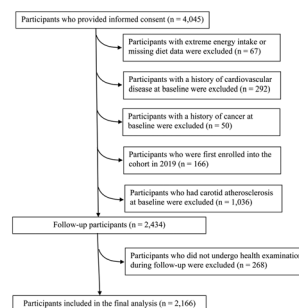 Participants who provided informed consent (n = 4,045)
Participants with extreme energy intake or
missing diet data were excluded (n = 67)
Participants with a history of cardiovascular
disease at baseline were excluded (n = 292)
Participants with a history of cancer at
baseline were excluded (n = 50)
Participants who were first enrolled into the
cohort in 2019 (n = 166)
Participants who had carotid atherosclerosis
at baseline were excluded (n = 1,036)
Follow-up participants (n = 2,434)
Participants who did not undergo health examination
during follow-up were excluded (n = 268)
Participants included in the final analysis (n = 2,166)